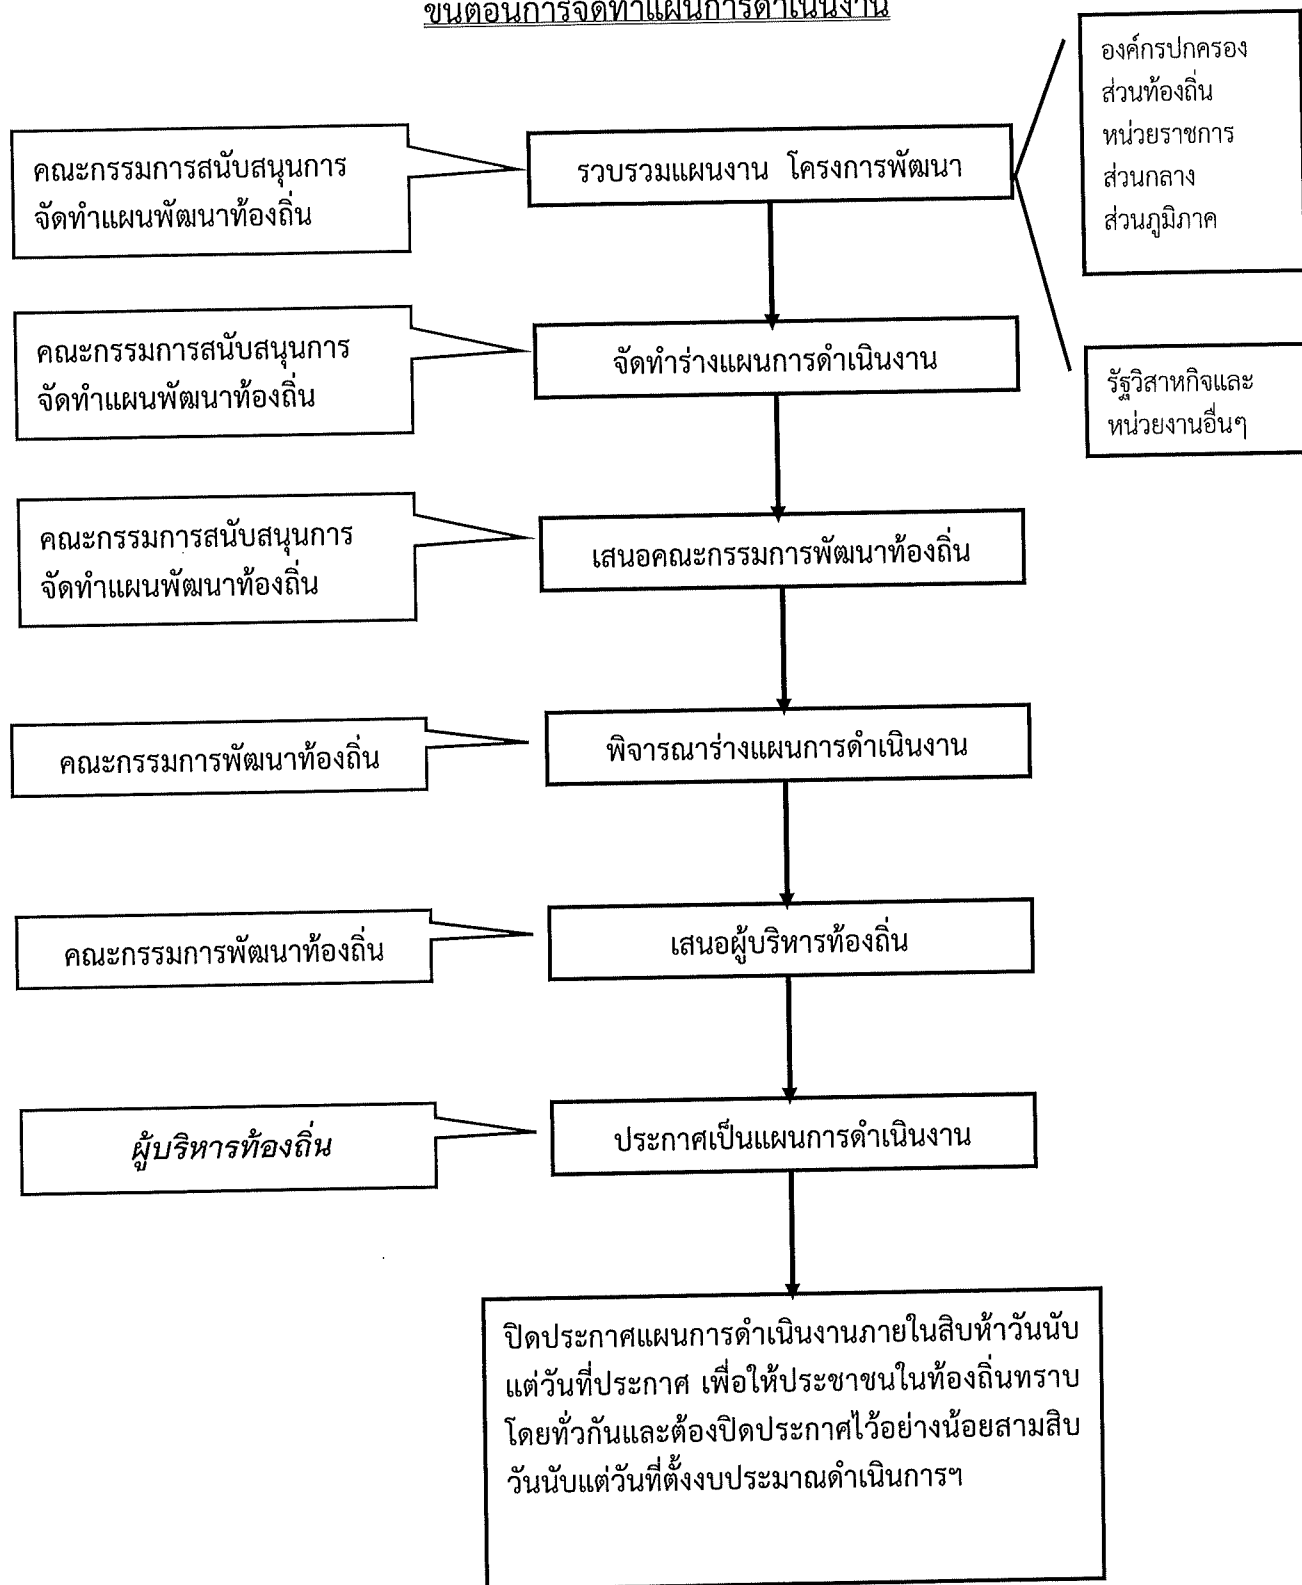 ขั้นตอนการจัดทำแผนการดำเนินงาน
องค์กรปกครอง
ส่วนท้องถิ่น
หน่วยราชการ
ส่วนกลาง
ส่วนภูมิภาค
คณะกรรมการสนับสนุนการ
จัดทำแผนพัฒนาท้องถิ่น
รวบรวมแผนงาน โครงการพัฒนา
คณะกรรมการสนับสนุนการ
จัดทำแผนพัฒนาท้องถิ่น
จัดทำร่างแผนการดำเนินงาน
รัฐวิสาหกิจและ
หน่วยงานอื่นๆ
คณะกรรมการสนับสนุนการ
จัดทำแผนพัฒนาท้องถิ่น
เสนอคณะกรรมการพัฒนาท้องถิ่น
คณะกรรมการพัฒนาท้องถิ่น
พิจารณาร่างแผนการดำเนินงาน
คณะกรรมการพัฒนาท้องถิ่น
เสนอผู้บริหารท้องถิ่น
ผู้บริหารท้องถิ่น
ประกาศเป็นแผนการดำเนินงาน
ปิดประกาศแผนการดำเนินงานภายในสิบห้าวันนับ
แต่วันที่ประกาศ เพื่อให้ประชาชนในท้องถิ่นทราบ
โดยทั่วกันและต้องปิดประกาศไว้อย่างน้อยสามสิบ
วันนับแต่วันที่ตั้งงบประมาณดำเนินการฯ